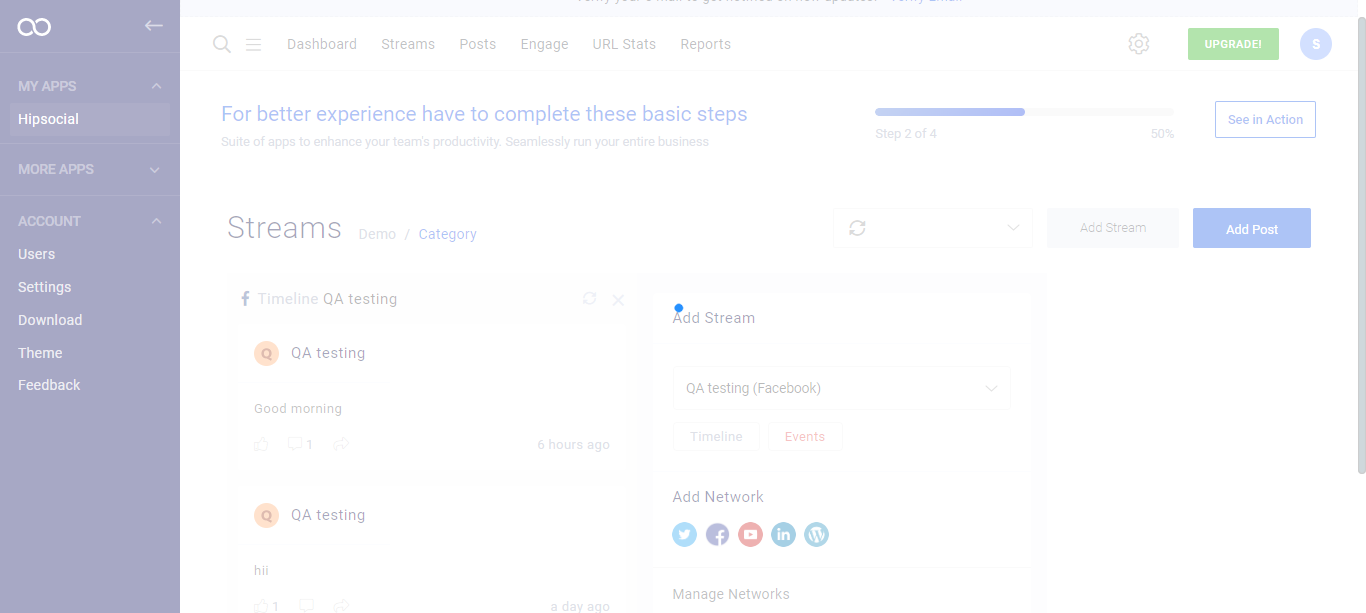 MY APPS
Hipsocial
MORE APPS
ACCOUNT
Users
Settings
Download
Theme
Feedback
Dashboard Streams Posts Engage URL Stats Reports
UPGRADE!
S
For better experience have to complete these basic steps
Suite of apps to enhance your team's productivity. Seamlessly run your entire business
Step 2 of 4
50%
See in Action
Streams
Demo / Category
Add Stream
Add Post
Timeline QA testing
Q QA testing
Good morning
1
6 hours ago
Q QA testing
hii
1
a day ago
Add Stream
QA testing (Facebook)
Timeline
Events
Add Network
in
Manage Networks